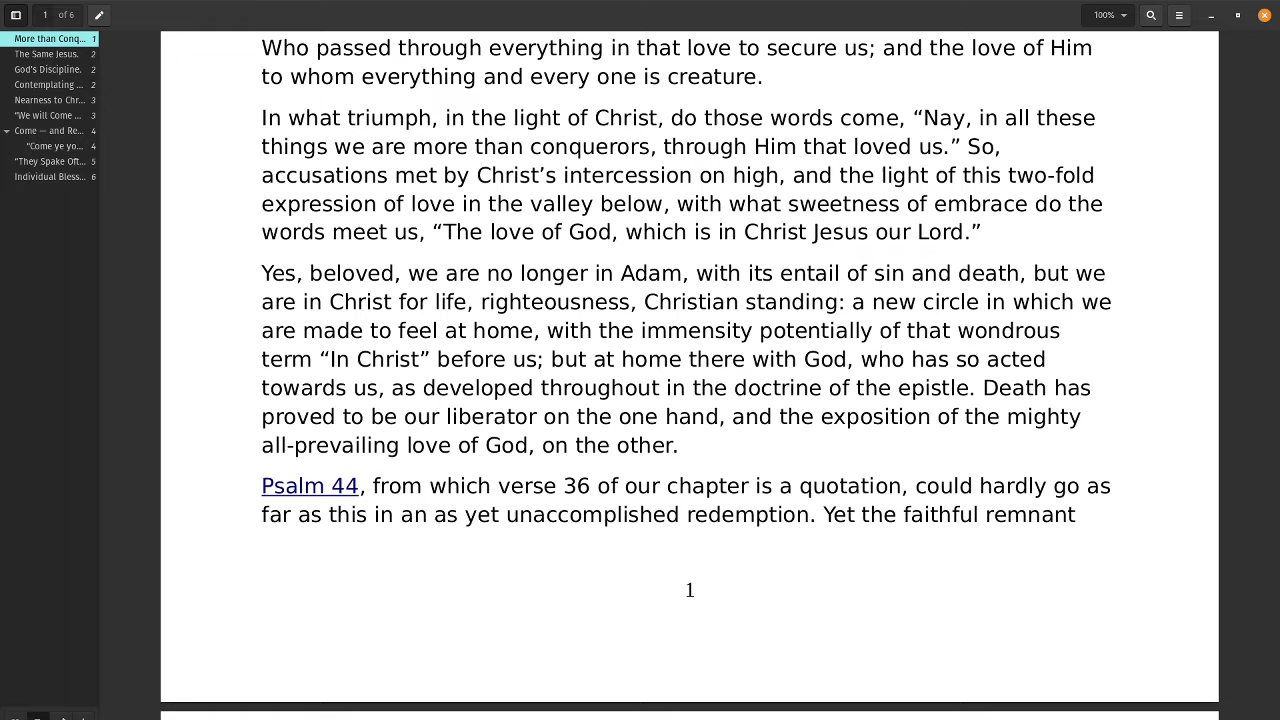 1 of 6
100%
More than Conq... 1
The Same Jesus. 2
God's Discipline. 2
Contemplating ... 2
Nearness to Chr... 3
“We will Come ... 3
Come — and Re... 4
“Come ye yo... 4
“They Spake Oft... 5
Individual Bless... 6
Who passed through everything in that love to secure us; and the love of Him
to whom everything and every one is creature.
In what triumph, in the light of Christ, do those words come, “Nay, in all these
things we are more than conquerors, through Him that loved us.” So,
accusations met by Christ’s intercession on high, and the light of this two-fold
expression of love in the valley below, with what sweetness of embrace do the
words meet us, “The love of God, which is in Christ Jesus our Lord.”
Yes, beloved, we are no longer in Adam, with its entail of sin and death, but we
are in Christ for life, righteousness, Christian standing: a new circle in which we
are made to feel at home, with the immensity potentially of that wondrous
term “In Christ” before us; but at home there with God, who has so acted
towards us, as developed throughout in the doctrine of the epistle. Death has
proved to be our liberator on the one hand, and the exposition of the mighty
all-prevailing love of God, on the other.
Psalm 44, from which verse 36 of our chapter is a quotation, could hardly go as
far as this in an as yet unaccomplished redemption. Yet the faithful remnant
1